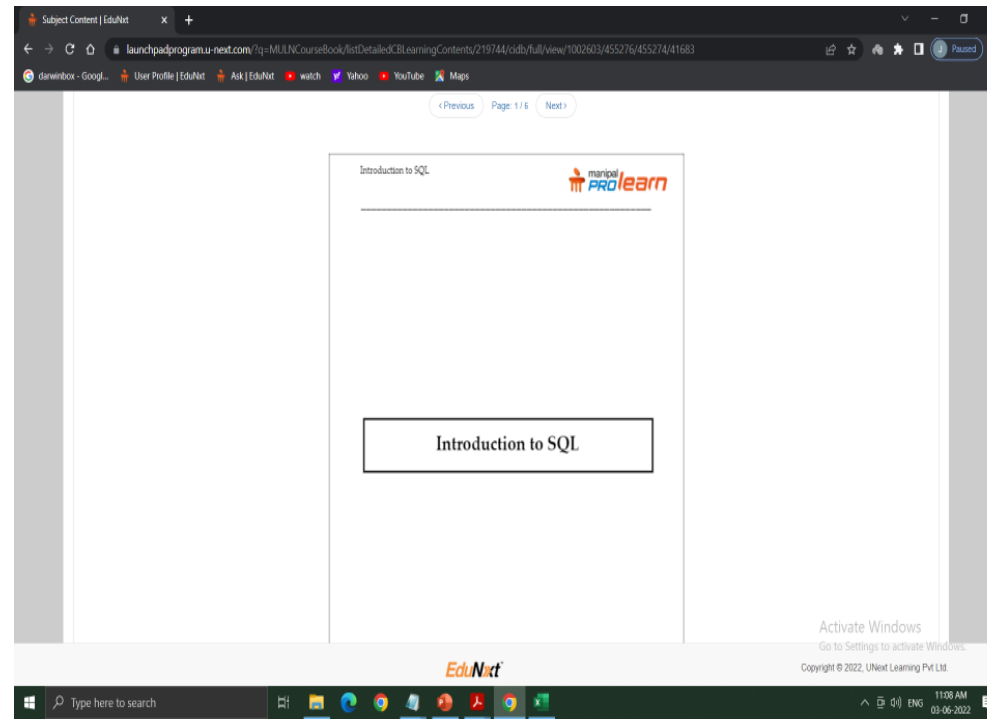 Subject Content | EduNxt
launchpadprogram.u-next.com/?q=MULNCourseBook/listDetailedCBLearningContents/219744/cidb/full/view/1002603/455276/455274/41683
J Paused
darwinbox - Googl... User Profile | EduNxt Ask | EduNxt watch Yahoo YouTube Maps
< Previous Page: 1 / 6 Next >
Introduction to SQL
manipal
PROlearn
Introduction to SQL
Activate Windows
Go to Settings to activate Windows.
EduNxt
Copyright © 2022, UNext Learning Pvt Ltd.
Type here to search
ENG
11:08 AM
03-06-2022